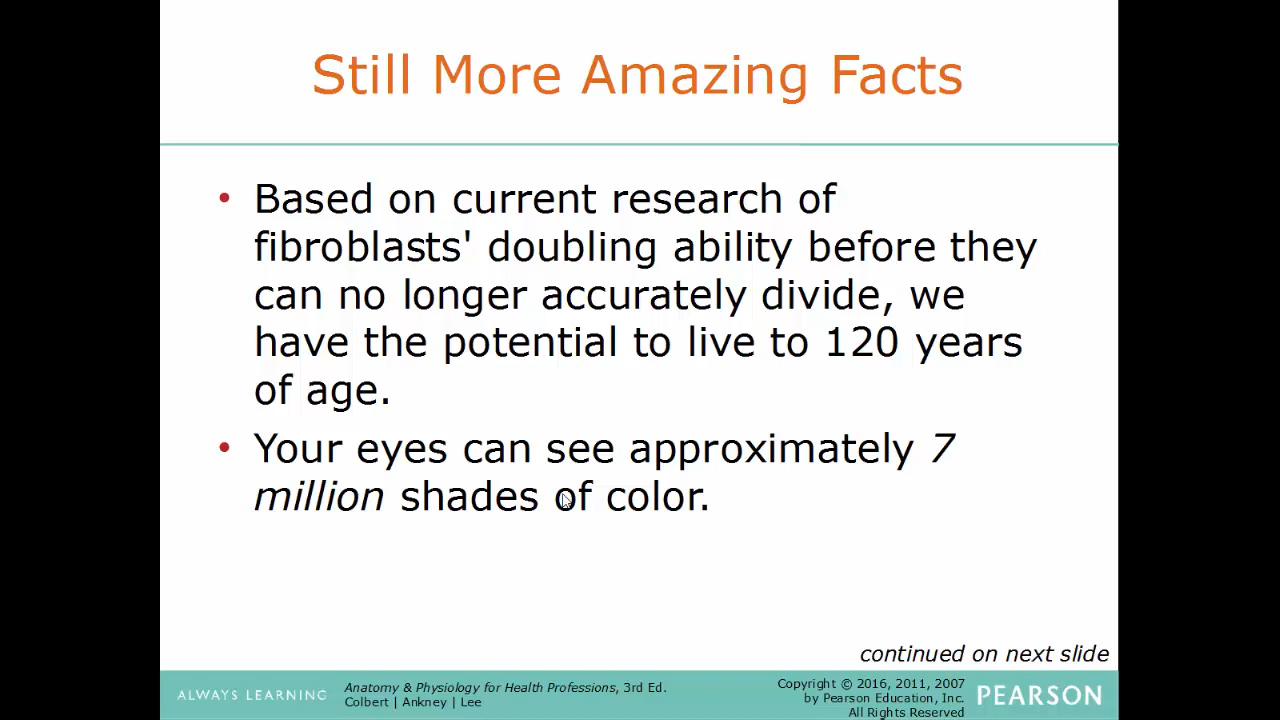 Still More Amazing Facts
• Based on current research of
fibroblasts' doubling ability before they
can no longer accurately divide, we
have the potential to live to 120 years
of age.
• Your eyes can see approximately 7
million shades of color.
continued on next slide
ALWAYS LEARNING
Anatomy & Physiology for Health Professions, 3rd Ed.
Colbert | Ankney | Lee
Copyright © 2016, 2011, 2007
by Pearson Education, Inc.
All Rights Reserved
PEARSON